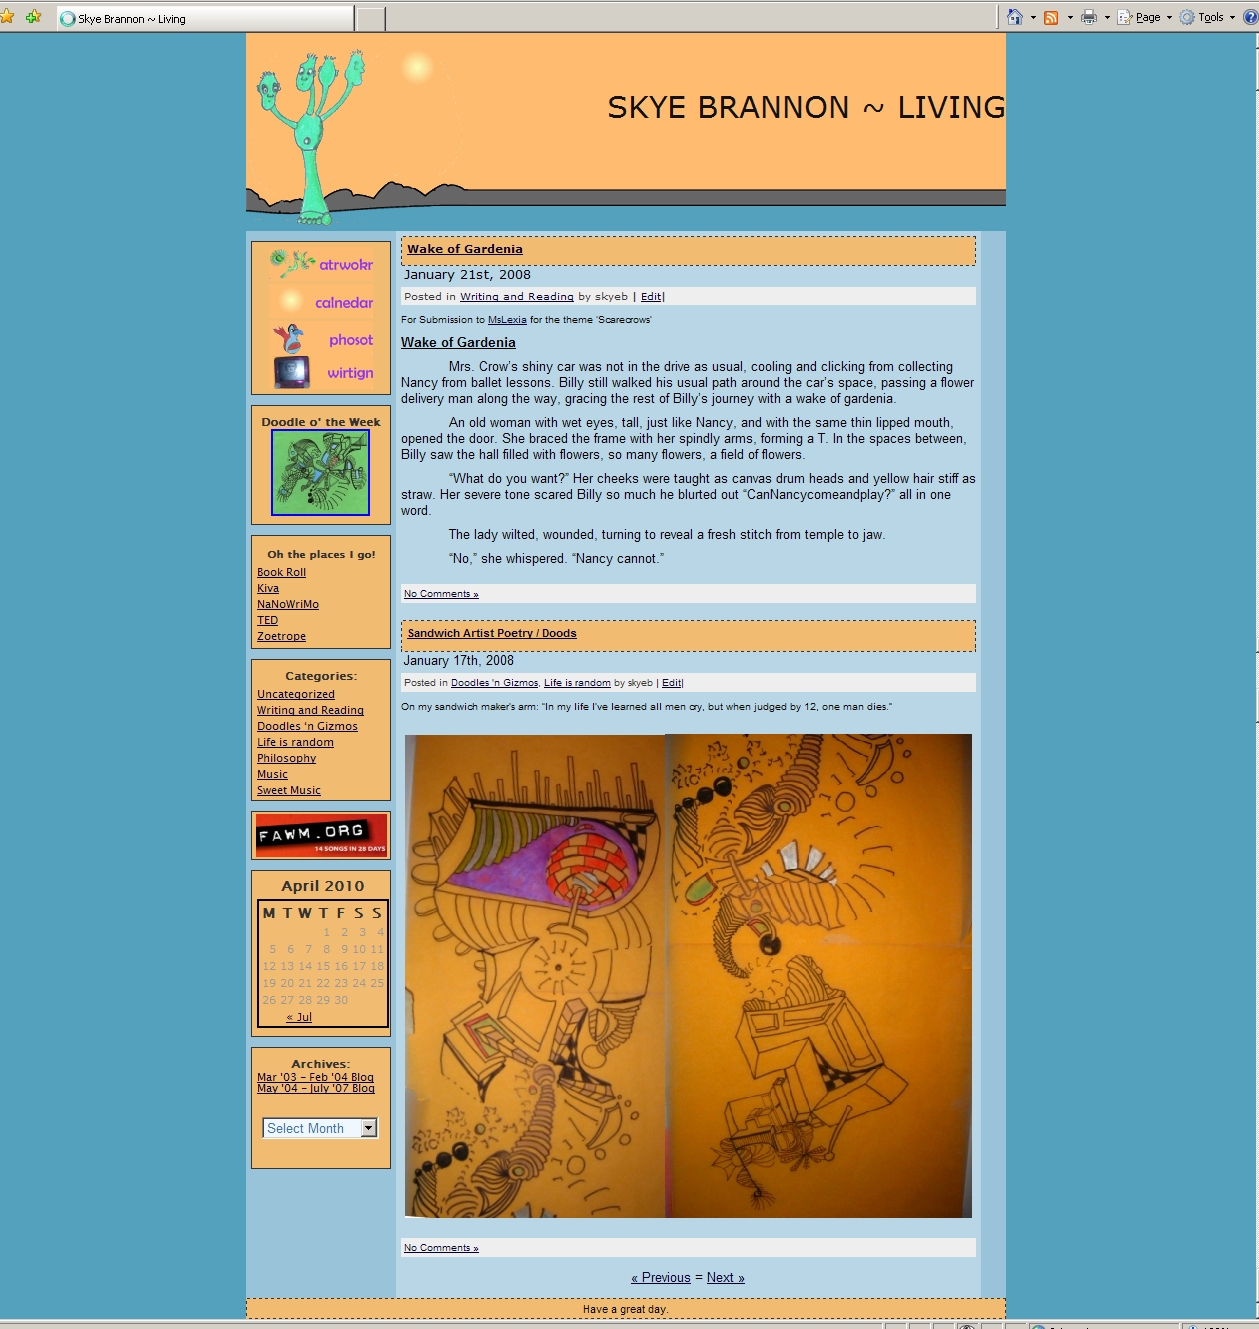 Skye Brannon ~ Living
Page
Tools
SKYE BRANNON ~ LIVING
atrwokr
calnedar
phosot
wirtign
Doodle o' the Week
Oh the places I go!
Book Roll
Kiva
NaNoWriMo
TED
Zoetrope
Categories:
Uncategorized
Writing and Reading
Doodles 'n Gizmos
Life is random
Philosophy
Music
Sweet Music
FAWM.ORG
14 SONGS IN 28 DAYS
April 2010
M T W T F S S
1 2 3 4
5 6 7 8 9 10 11
12 13 14 15 16 17 18
19 20 21 22 23 24 25
26 27 28 29 30
« Jul
Archives:
Mar '03 – Feb '04 Blog
May '04 – July '07 Blog
Select Month
Wake of Gardenia
January 21st, 2008
Posted in Writing and Reading by skyeb | Edit|
For Submission to MsLexia for the theme 'Scarecrows'
Wake of Gardenia
Mrs. Crow's shiny car was not in the drive as usual, cooling and clicking from collecting
Nancy from ballet lessons. Billy still walked his usual path around the car's space, passing a flower
delivery man along the way, gracing the rest of Billy's journey with a wake of gardenia.
An old woman with wet eyes, tall, just like Nancy, and with the same thin lipped mouth,
opened the door. She braced the frame with her spindly arms, forming a T. In the spaces between,
Billy saw the hall filled with flowers, so many flowers, a field of flowers.
“What do you want?” Her cheeks were taught as canvas drum heads and yellow hair stiff as
straw. Her severe tone scared Billy so much he blurted out “CanNancycomeandplay?” all in one
word.
The lady wilted, wounded, turning to reveal a fresh stitch from temple to jaw.
“No,” she whispered. “Nancy cannot.”
No Comments »
Sandwich Artist Poetry / Doods
January 17th, 2008
Posted in Doodles 'n Gizmos, Life is random by skyeb | Edit|
On my sandwich maker's arm: “In my life I've learned all men cry, but when judged by 12, one man dies.”
No Comments »
« Previous = Next »
Have a great day.